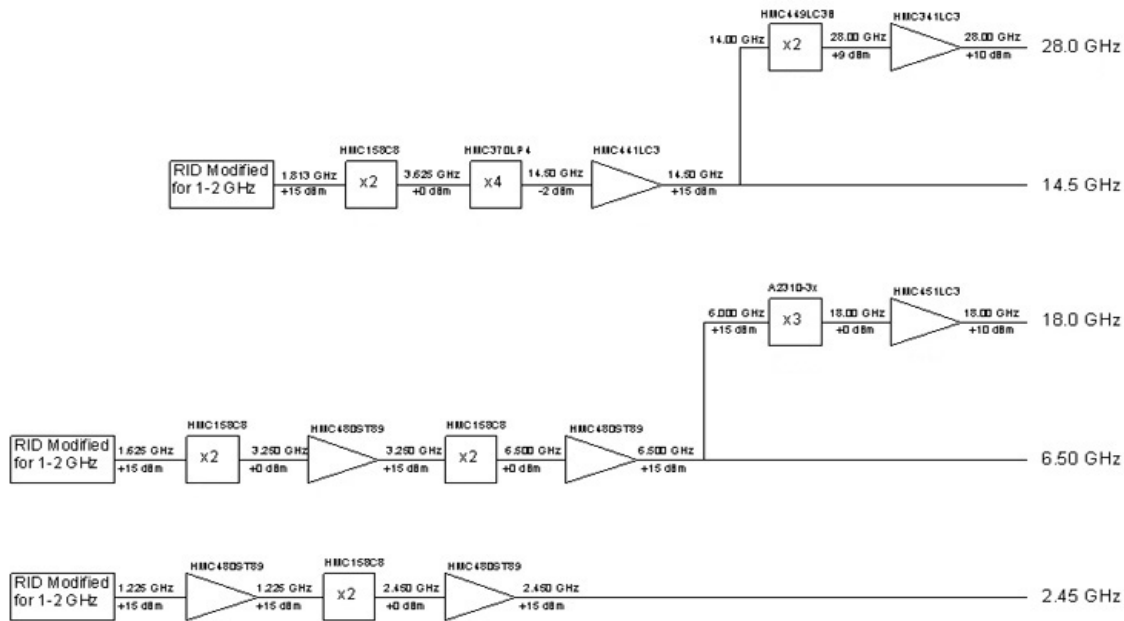 HMC449LC3B
HMC341LC3
14.00 GHz
x2
28.00 GHz
+9 dBm
28.00 GHz
+10 dBm
28.0 GHz
RID Modified
for 1-2 GHz
1.813 GHz
+15 dBm
HMC158C8
x2
3.625 GHz
+0 dBm
HMC370LP4
x4
14.50 GHz
-2 dBm
HMC441LC3
14.50 GHz
+15 dBm
14.5 GHz
A2310-3x
HMC451LC3
6.000 GHz
+15 dBm
x3
18.00 GHz
+0 dBm
18.00 GHz
+10 dBm
18.0 GHz
RID Modified
for 1-2 GHz
1.625 GHz
+15 dBm
HMC158C8
x2
3.250 GHz
+0 dBm
HMC480ST89
3.250 GHz
+15 dBm
HMC158C8
x2
6.500 GHz
+0 dBm
HMC480ST89
6.500 GHz
+15 dBm
6.50 GHz
RID Modified
for 1-2 GHz
1.225 GHz
+15 dBm
HMC480ST89
1.225 GHz
+15 dBm
HMC158C8
x2
2.450 GHz
+0 dBm
HMC480ST89
2.450 GHz
+15 dBm
2.45 GHz